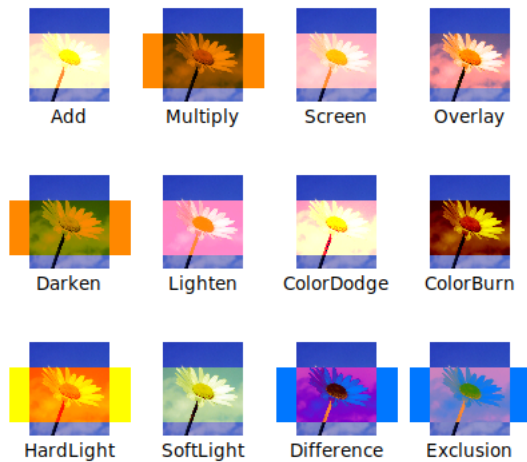 Add Multiply Screen Overlay
Darken Lighten ColorDodge ColorBurn
HardLight SoftLight Difference Exclusion